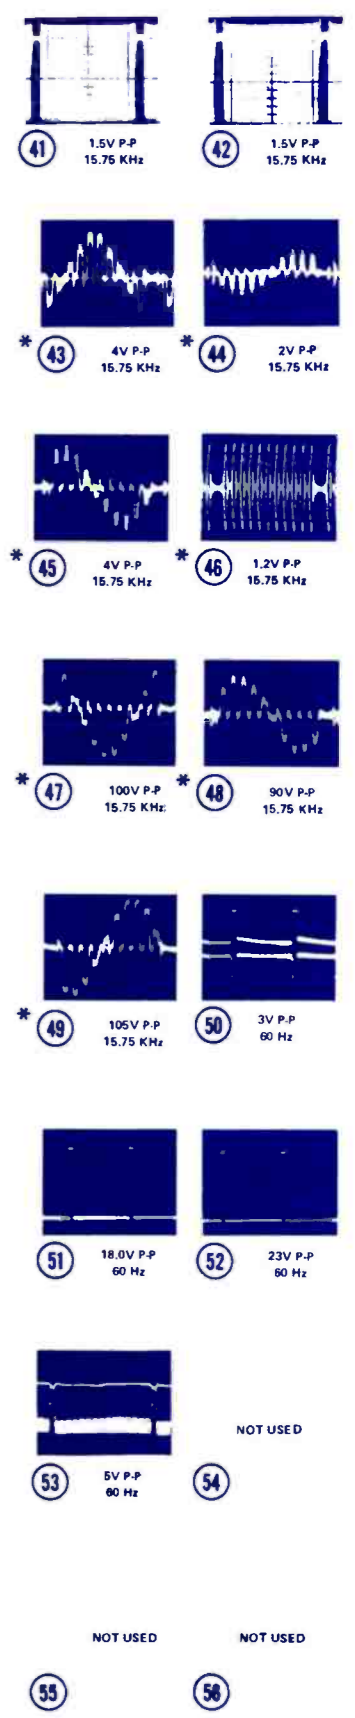 41 1.5V P-P
15.75 KHz
42 1.5V P-P
15.75 KHz
* 43 4V P-P
15.75 KHz
* 44 2V P-P
15.75 KHz
* 45 4V P-P
15.75 KHz
* 46 1.2V P-P
15.75 KHz
* 47 100V P-P
15.75 KHz
* 48 90V P-P
15.75 KHz
* 49 105V P-P
15.75 KHz
50 3V P-P
60 Hz
51 18.0V P-P
60 Hz
52 23V P-P
60 Hz
53 5V P-P
60 Hz
NOT USED
54
NOT USED
55
NOT USED
56